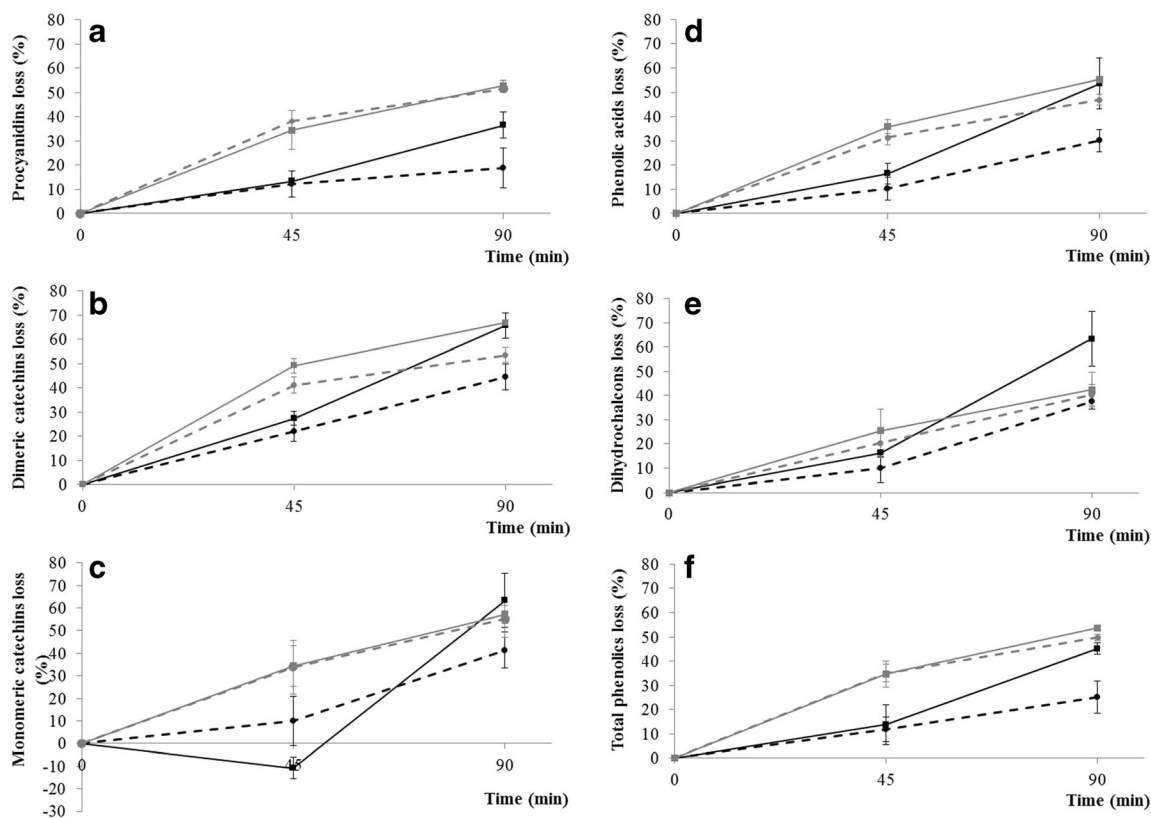 a
Procyanidins loss (%)
80
70
60
50
40
30
20
10
0
0 45 90
Time (min)
d
Phenolic acids loss (%)
80
70
60
50
40
30
20
10
0
0 45 90
Time (min)
b
Dimeric catechins loss (%)
80
70
60
50
40
30
20
10
0
0 45 90
Time (min)
e
Dihydrochalcons loss (%)
80
70
60
50
40
30
20
10
0
0 45 90
Time (min)
c
Monomeric catechins loss
(%)
80
70
60
50
40
30
20
10
0
-10
-20
-30
0 45 90
Time (min)
f
Total phenolics loss (%)
80
70
60
50
40
30
20
10
0
0 45 90
Time (min)